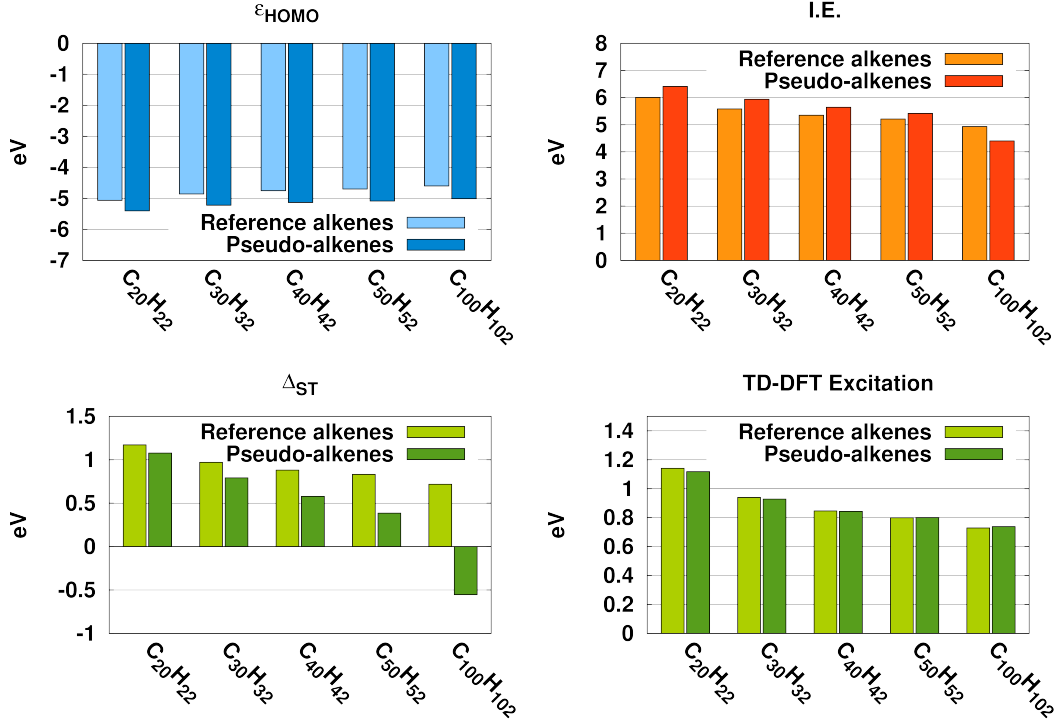 εHOMO
0
-1
-2
-3
-4
-5
-6
-7
eV
Reference alkenes
Pseudo-alkenes
C20H22
C30H32
C40H42
C50H52
C100H102
I.E.
8
7
6
5
4
3
2
1
0
eV
Reference alkenes
Pseudo-alkenes
C20H22
C30H32
C40H42
C50H52
C100H102
ΔST
1.5
1
0.5
0
-0.5
-1
eV
Reference alkenes
Pseudo-alkenes
C20H22
C30H32
C40H42
C50H52
C100H102
TD-DFT Excitation
1.4
1.2
1
0.8
0.6
0.4
0.2
0
eV
Reference alkenes
Pseudo-alkenes
C20H22
C30H32
C40H42
C50H52
C100H102